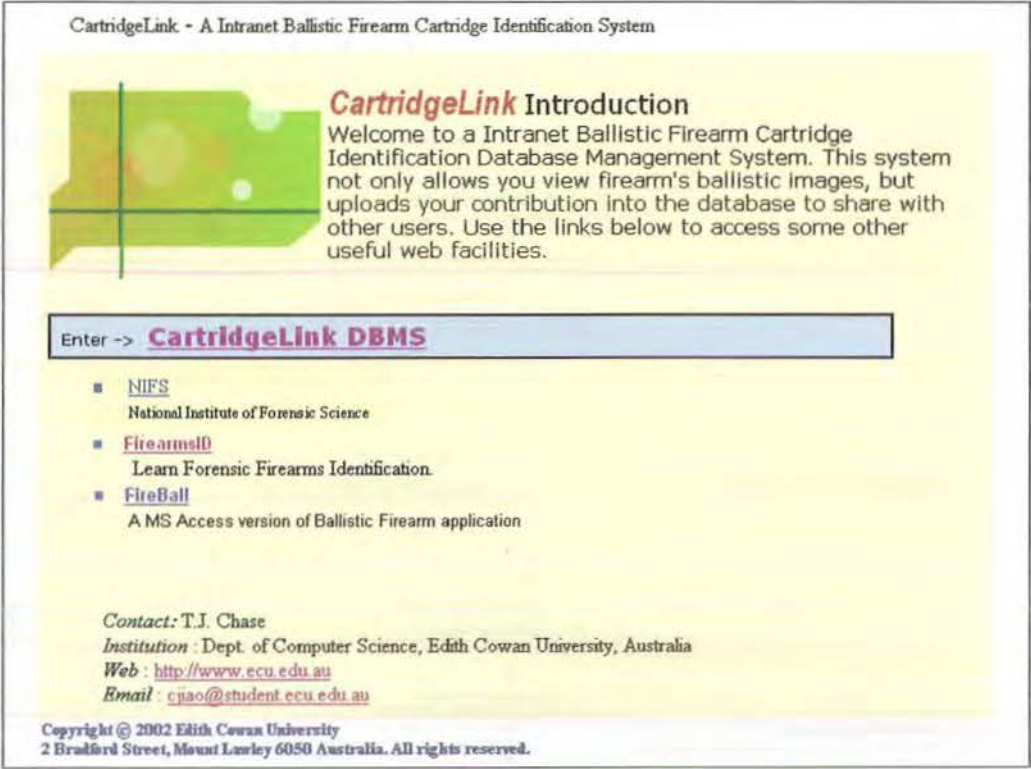 CartridgeLink - A Intranet Ballistic Firearm Cartridge Identification System
CartridgeLink Introduction
Welcome to a Intranet Ballistic Firearm Cartridge
Identification Database Management System. This system
not only allows you view firearm's ballistic images, but
uploads your contribution into the database to share with
other users. Use the links below to access some other
useful web facilities.
Enter -> CartridgeLink DBMS
NIFS
National Institute of Forensic Science
FirearmsID
Learn Forensic Firearms Identification.
FireBall
A MS Access version of Ballistic Firearm application
Contact: T.J. Chase
Institution : Dept. of Computer Science, Edith Cowan University, Australia
Web : http://www.ecu.edu.au
Email : cjiao@student.ecu.edu.au
Copyright © 2002 Edith Cowan University
2 Bradford Street, Mount Lawley 6050 Australia. All rights reserved.